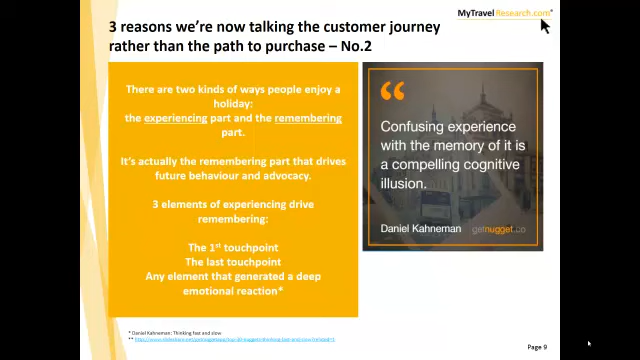 MyTravelResearch.com®
3 reasons we're now talking the customer journey
rather than the path to purchase – No.2
There are two kinds of ways people enjoy a
holiday:
the experiencing part and the remembering
part.
It's actually the remembering part that drives
future behaviour and advocacy.
3 elements of experiencing drive
remembering:
The 1st touchpoint
The last touchpoint
Any element that generated a deep
emotional reaction*
Confusing experience
with the memory of it is
a compelling cognitive
illusion.
Daniel Kahneman getnugget.co
* Daniel Kahneman: Thinking fast and slow
**
Page 9